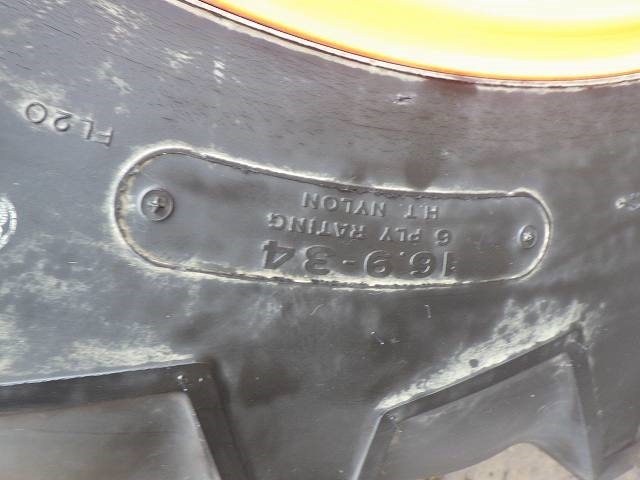 16.9-34
6 PLY RATING
H.T. NYLON
FL20